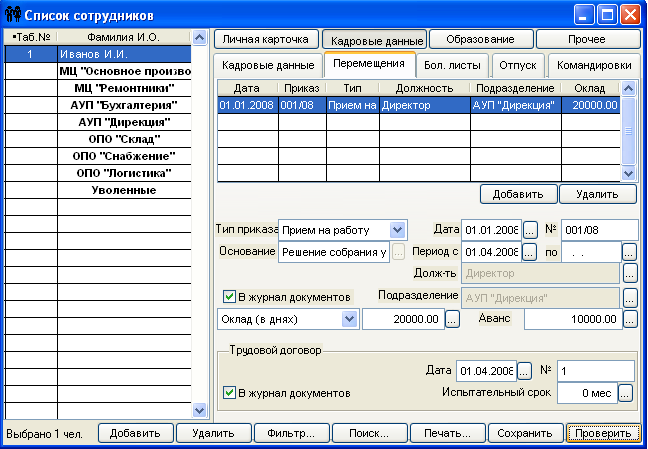 Список сотрудников
•Таб.№ Фамилия И.О.
1 Иванов И.И.
МЦ "Основное произво
МЦ "Ремонтники"
АУП "Бухгалтерия"
АУП "Дирекция"
ОПО "Склад"
ОПО "Снабжение"
ОПО "Логистика"
Уволенные
Личная карточка Кадровые данные Образование Прочее
Кадровые данные Перемещения Бол. листы Отпуск Командировки
Дата Приказ Тип Должность Подразделение Оклад
01.01.2008 001/08 Прием на Директор АУП "Дирекция" 20000.00
Добавить Удалить
Тип приказа Прием на работу Дата 01.01.2008 ... № 001/08
Основание Решение собрания у ... Период с 01.04.2008 ... по . . ...
Долж-ть Директор ...
В журнал документов Подразделение АУП "Дирекция" ...
Оклад (в днях) 20000.00 ... Аванс 10000.00 ...
Трудовой договор
Дата 01.04.2008 ... № 1
В журнал документов Испытательный срок 0 мес ...
Выбрано 1 чел. Добавить Удалить Фильтр... Поиск... Печать... Сохранить Проверить